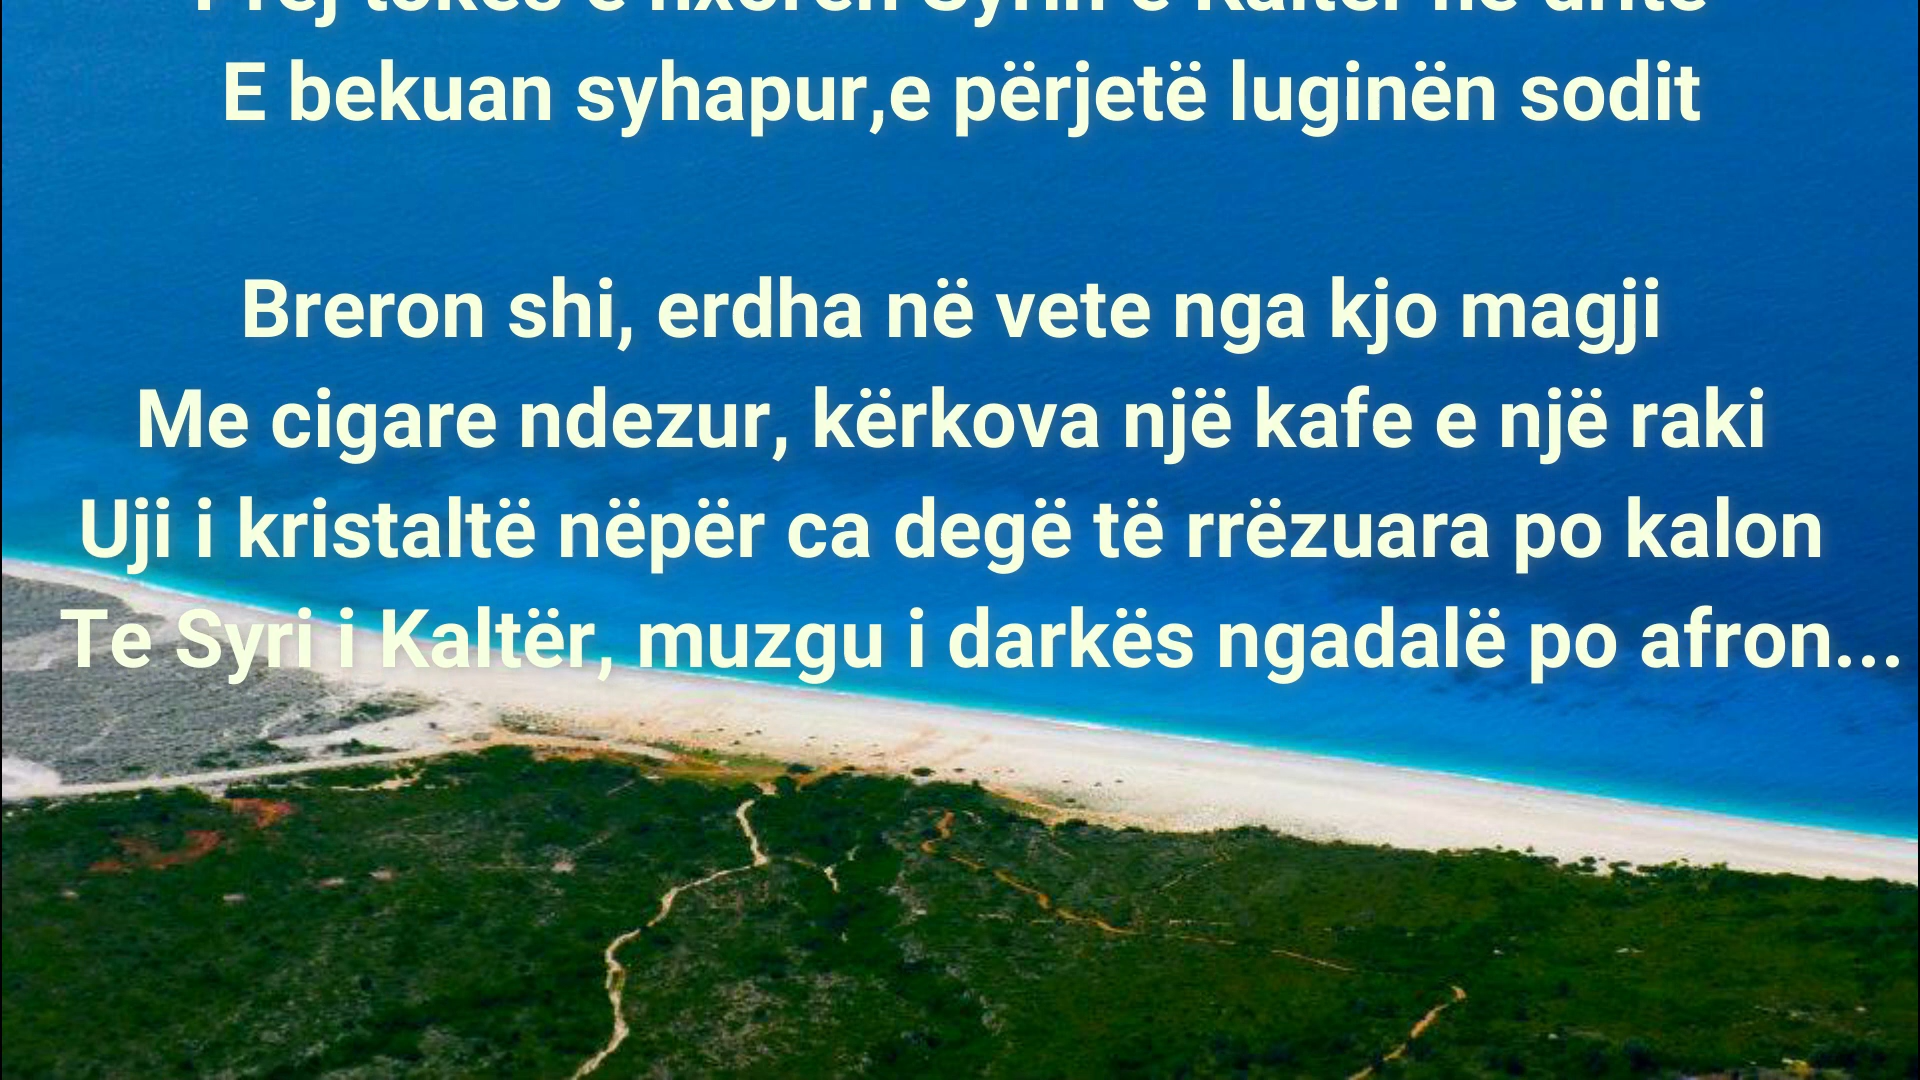 Prej tokës e nxorën Syrin e Kaltër në dritë
E bekuan syhapur,e përjetë luginën sodit
Breron shi, erdha në vete nga kjo magji
Me cigare ndezur, kërkova një kafe e një raki
Uji i kristaltë nëpër ca degë të rrëzuara po kalon
Te Syri i Kaltër, muzgu i darkës ngadalë po afron...